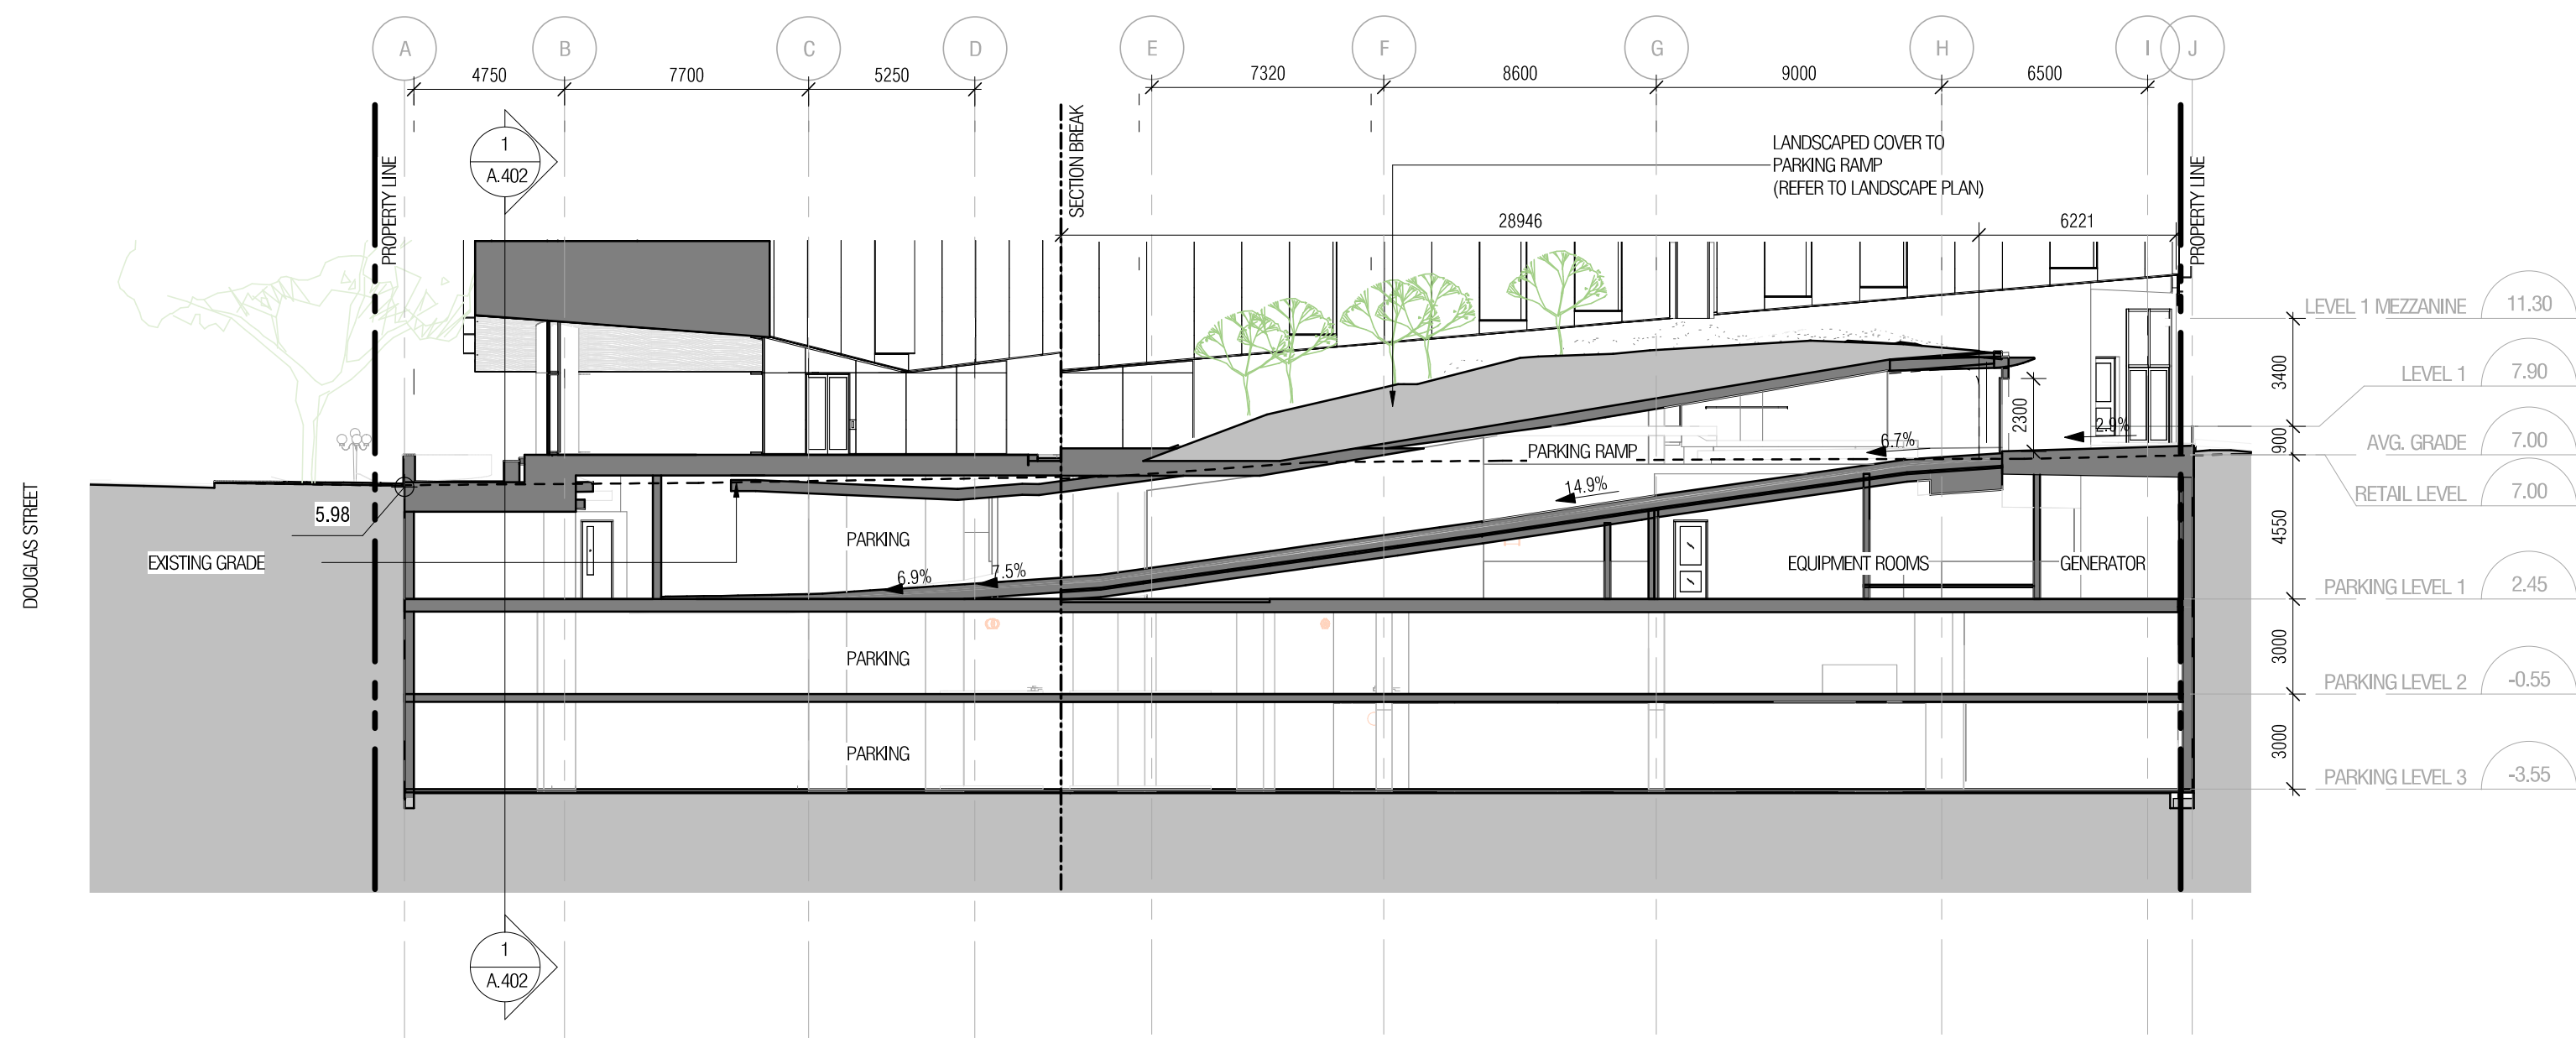 A
B
C
D
E
F
G
H
I
J
4750
7700
5250
7320
8600
9000
6500
1
A.402
PROPERTY LINE
SECTION BREAK
LANDSCAPED COVER TO
PARKING RAMP
(REFER TO LANDSCAPE PLAN)
PROPERTY LINE
28946
6221
LEVEL 1 MEZZANINE
11.30
3400
LEVEL 1
7.90
900
AVG. GRADE
7.00
RETAIL LEVEL
7.00
4550
PARKING LEVEL 1
2.45
3000
PARKING LEVEL 2
-0.55
3000
PARKING LEVEL 3
-3.55
2300
2.9%
6.7%
PARKING RAMP
14.9%
DOUGLAS STREET
5.98
EXISTING GRADE
PARKING
6.9%
7.5%
EQUIPMENT ROOMS
GENERATOR
PARKING
PARKING
1
A.402